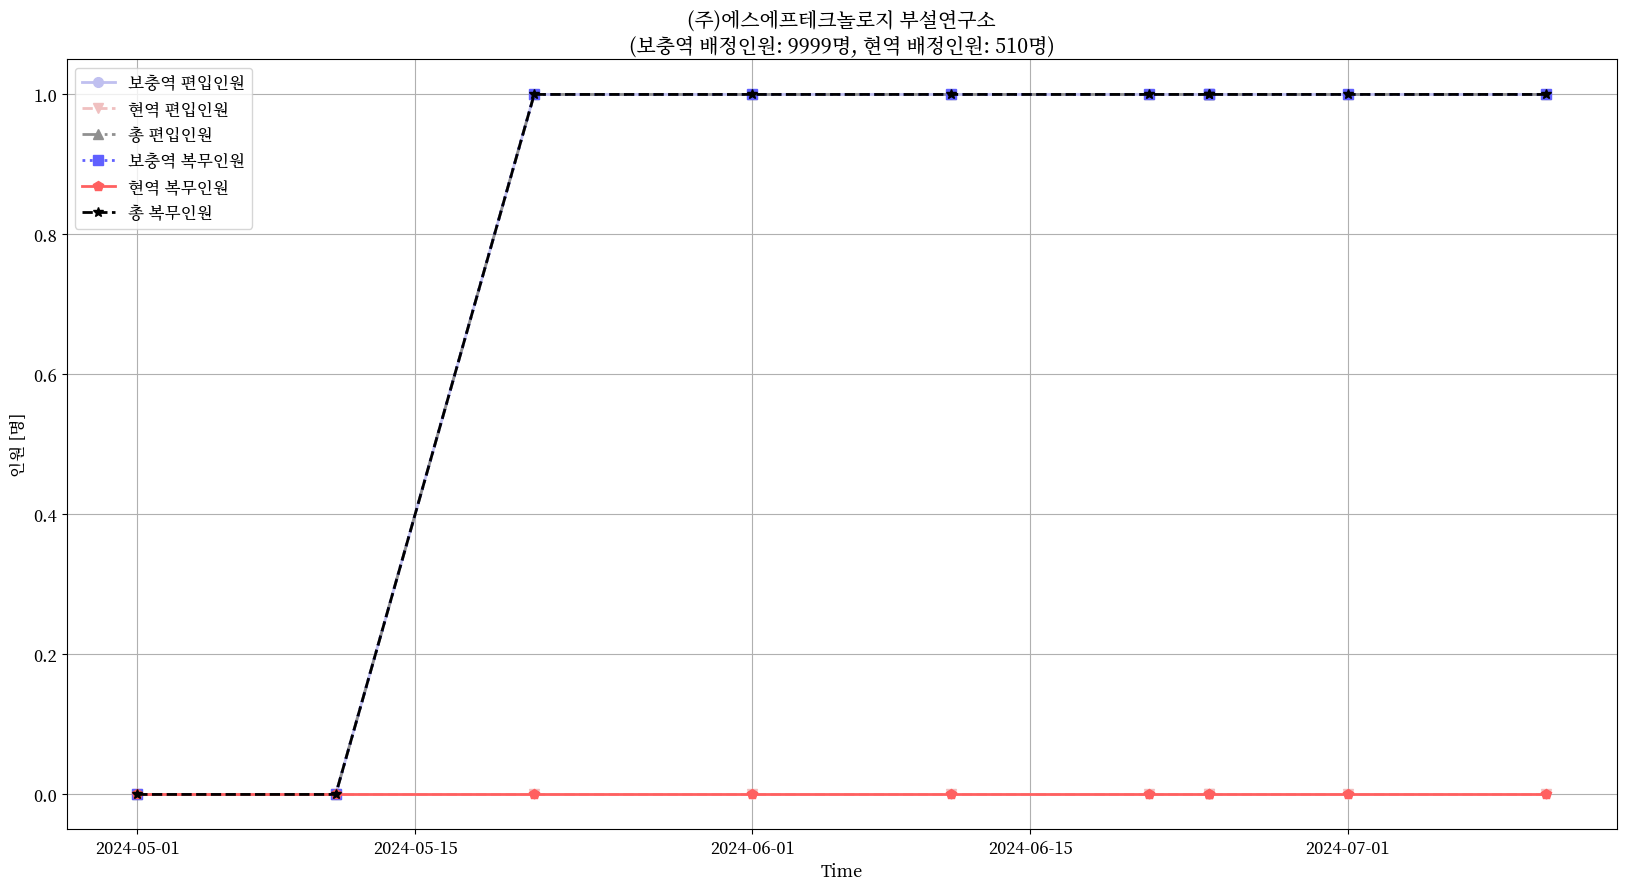 (주)에스에프테크놀로지 부설연구소
(보충역 배정인원: 9999명, 현역 배정인원: 510명)
보충역 편입인원
현역 편입인원
총 편입인원
보충역 복무인원
현역 복무인원
총 복무인원
인원 [명]
1.0
0.8
0.6
0.4
0.2
0.0
2024-05-01
2024-05-15
2024-06-01
2024-06-15
2024-07-01
Time